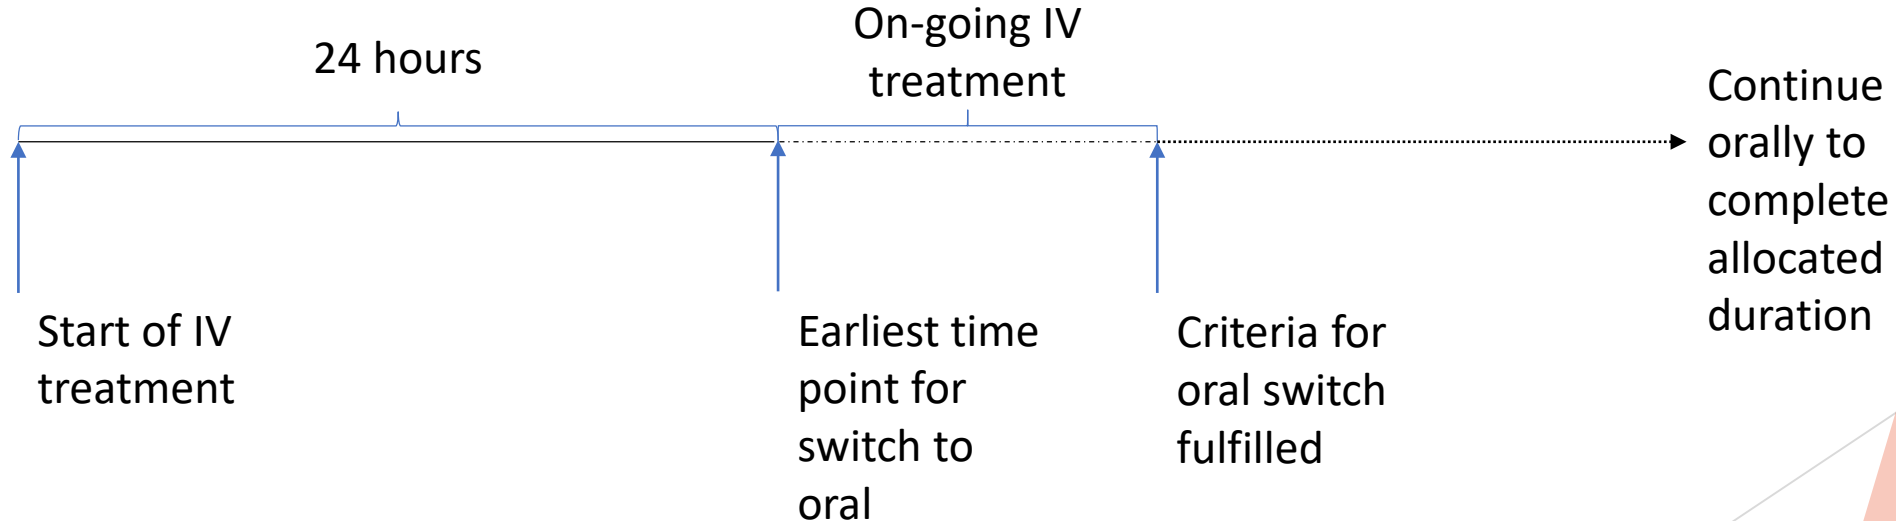 24 hours
On-going IV
treatment
Continue
orally to
complete
allocated
duration
Start of IV
treatment
Earliest time
point for
switch to
oral
Criteria for
oral switch
fulfilled